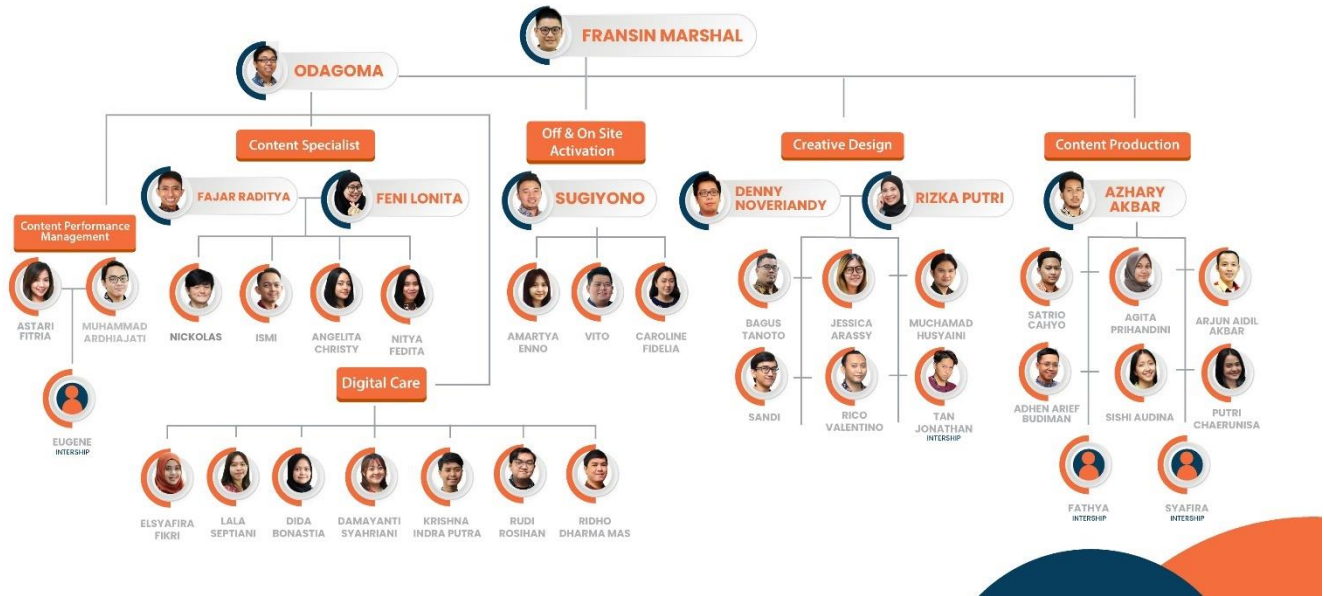 FRANSIN MARSHAL
ODAGOMA
Content Specialist
Off & On Site
Activation
Creative Design
Content Production
FAJAR RADITYA
FENI LONITA
SUGIYONO
DENNY
NOVERIANDY
RIZKA PUTRI
AZHARY
AKBAR
Content Performance
Management
ASTARI
FITRIA
MUHAMMAD
ARDHIAJATI
NICKOLAS
ISMI
ANGELITA
CHRISTY
NITYA
FEDITA
AMARTYA
ENNO
VITO
CAROLINE
FIDELIA
BAGUS
TANOTO
JESSICA
ARASSY
MUCHAMAD
HUSYAINI
SATRIO
CAHYO
AGITA
PRIHANDINI
ARJUN AIDIL
AKBAR
EUGENE
INTERSHIP
Digital Care
SANDI
RICO
VALENTINO
TAN
JONATHAN
INTERSHIP
ADHEN ARIEF
BUDIMAN
SISHI AUDINA
PUTRI
CHAERUNISA
ELSYAFIRA
FIKRI
LALA
SEPTIANI
DIDA
BONASTIA
DAMAYANTI
SYAHRIANI
KRISHNA
INDRA PUTRA
RUDI
ROSIHAN
RIDHO
DHARMA MAS
FATHYA
INTERSHIP
SYAFIRA
INTERSHIP